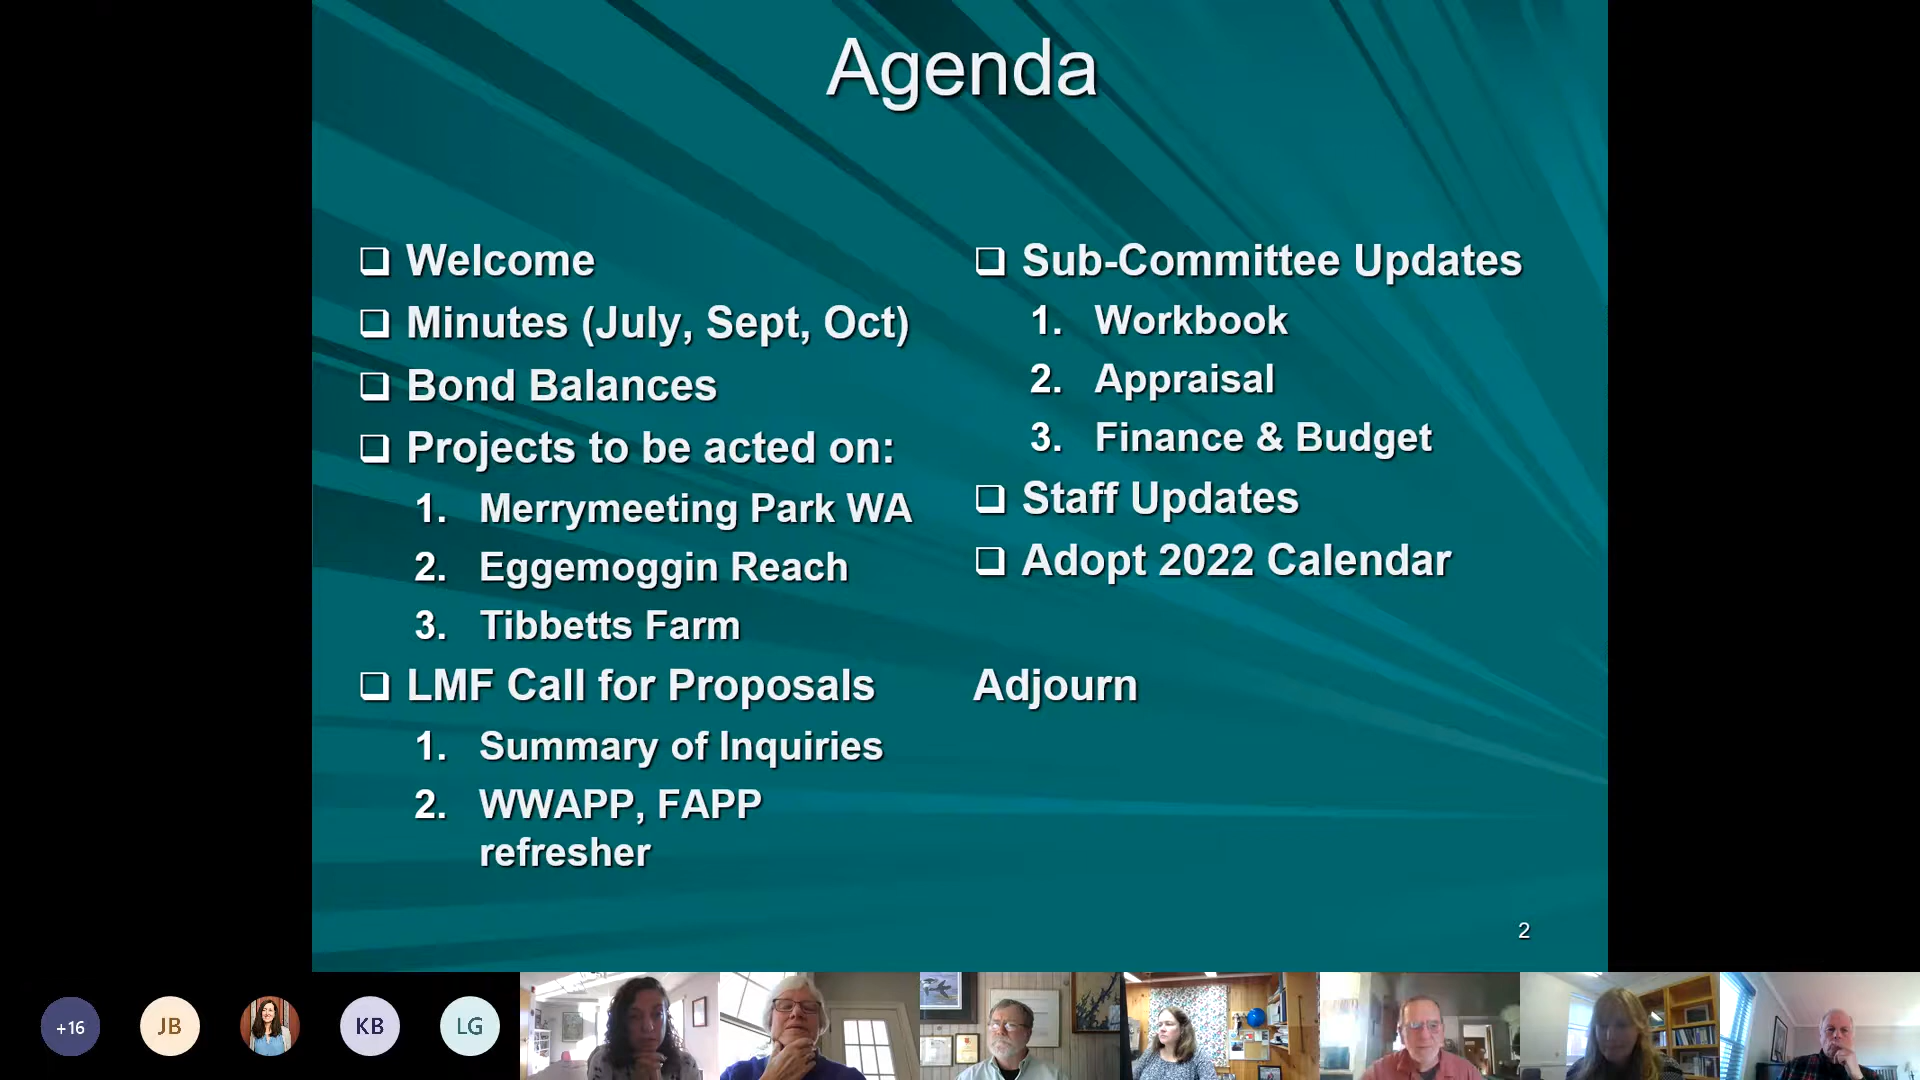 Agenda
Welcome
Minutes (July, Sept, Oct)
Bond Balances
Projects to be acted on:
1. Merrymeeting Park WA
2. Eggemoggin Reach
3. Tibbetts Farm
LMF Call for Proposals
1. Summary of Inquiries
2. WWAPP, FAPP
refresher
Sub-Committee Updates
1. Workbook
2. Appraisal
3. Finance & Budget
Staff Updates
Adopt 2022 Calendar
Adjourn
2
+16
JB
KB
LG